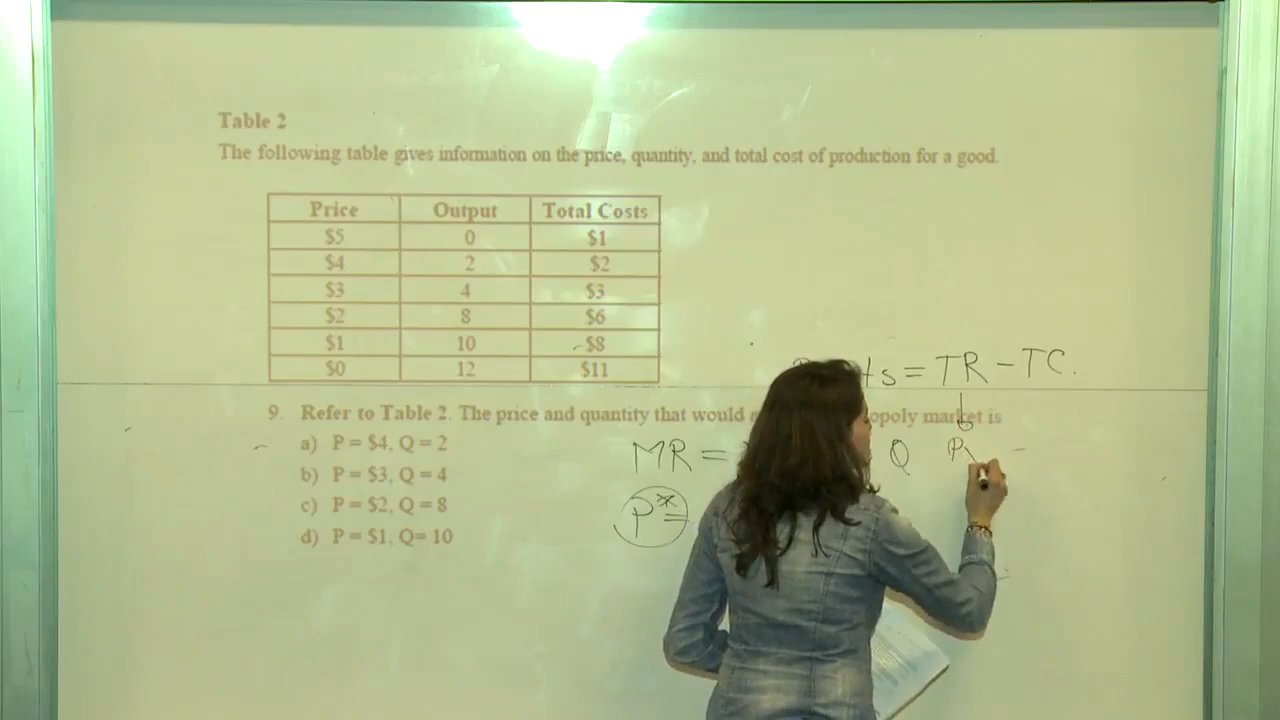 Table 2
The following table gives information on the price, quantity, and total cost of production for a good.
Price Output Total Costs
$5 0 $1
$4 2 $2
$3 4 $3
$2 8 $6
$1 10 $8
$0 12 $11
= TR - TC.
9. Refer to Table 2. The price and quantity that would market is
a) P = $4, Q = 2
b) P = $3, Q = 4
c) P = $2, Q = 8
d) P = $1, Q= 10
MR = Q P
P* =